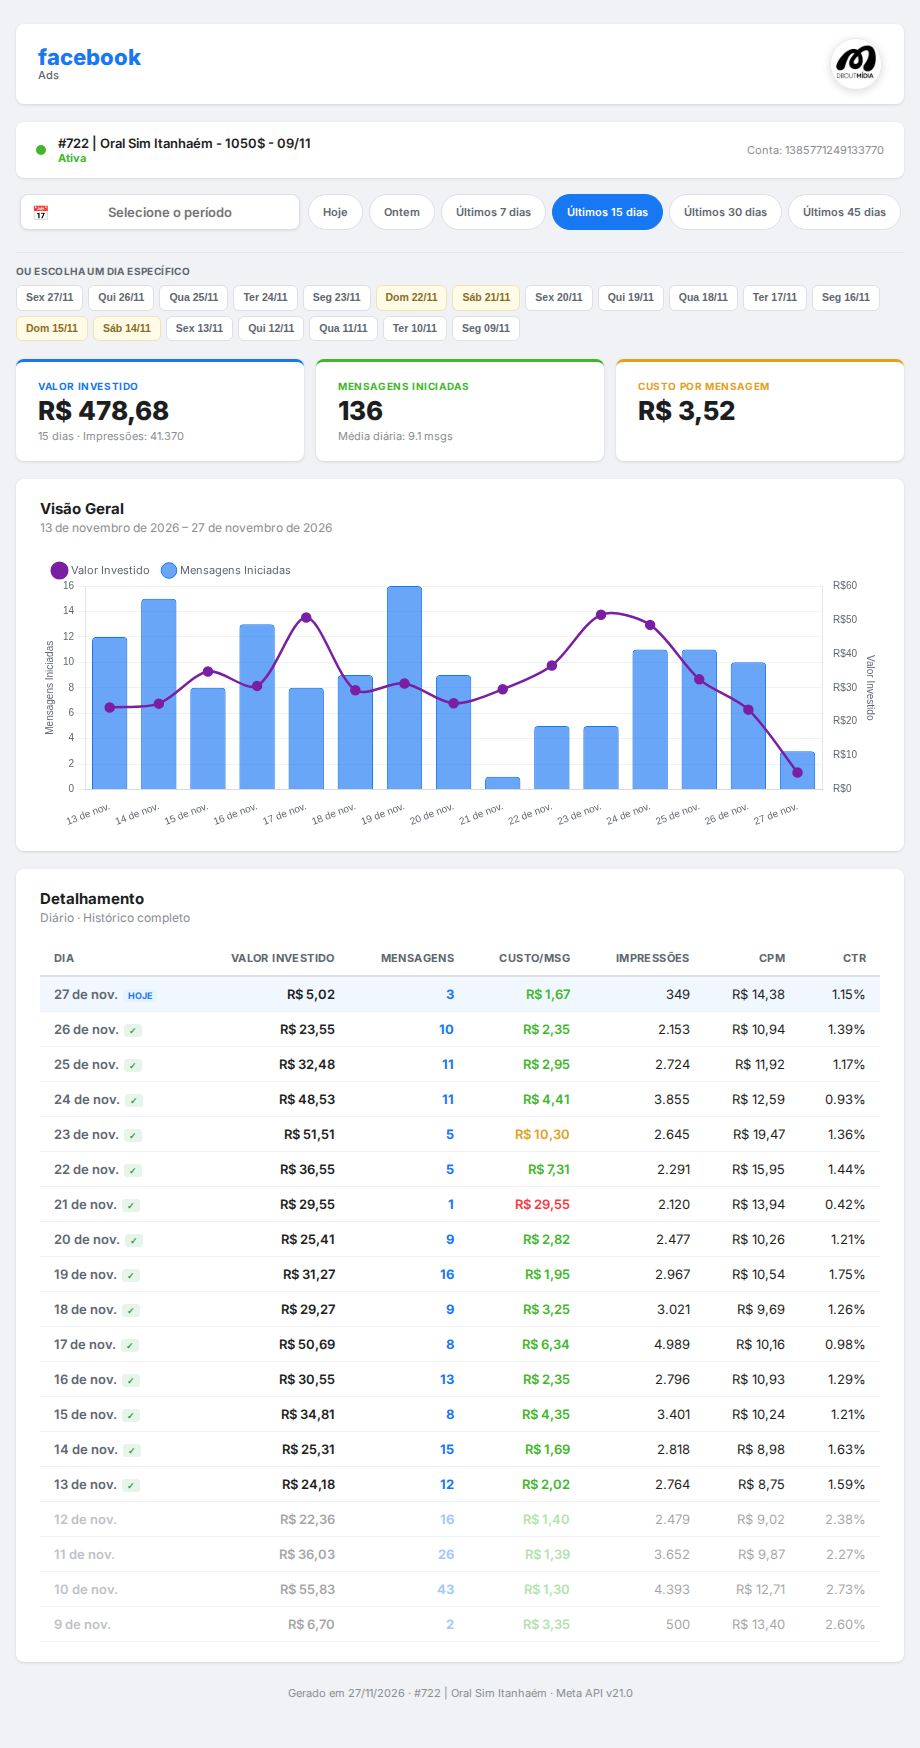 facebook
Ads
DBOUTMÍDIA
#722 | Oral Sim Itanhaém - 1050$ - 09/11
Ativa
Conta: 1385771249133770
Selecione o período
Hoje
Ontem
Últimos 7 dias
Últimos 15 dias
Últimos 30 dias
Últimos 45 dias
OU ESCOLHA UM DIA ESPECÍFICO
Sex 27/11 Qui 26/11 Qua 25/11 Ter 24/11 Seg 23/11 Dom 22/11 Sáb 21/11 Sex 20/11 Qui 19/11 Qua 18/11 Ter 17/11 Seg 16/11
Dom 15/11 Sáb 14/11 Sex 13/11 Qui 12/11 Qua 11/11 Ter 10/11 Seg 09/11
VALOR INVESTIDO
R$ 478,68
15 dias · Impressões: 41.370
MENSAGENS INICIADAS
136
Média diária: 9.1 msgs
CUSTO POR MENSAGEM
R$ 3,52
Visão Geral
13 de novembro de 2026 – 27 de novembro de 2026
Valor Investido Mensagens Iniciadas
Mensagens Iniciadas
16
14
12
10
8
6
4
2
0
R$60
R$50
R$40
R$30
R$20
R$10
R$0
Valor Investido
13 de nov. 14 de nov. 15 de nov. 16 de nov. 17 de nov. 18 de nov. 19 de nov. 20 de nov. 21 de nov. 22 de nov. 23 de nov. 24 de nov. 25 de nov. 26 de nov. 27 de nov.
Detalhamento
Diário · Histórico completo
DIA VALOR INVESTIDO MENSAGENS CUSTO/MSG IMPRESSÕES CPM CTR
27 de nov. HOJE R$ 5,02 3 R$ 1,67 349 R$ 14,38 1.15%
26 de nov. ✓ R$ 23,55 10 R$ 2,35 2.153 R$ 10,94 1.39%
25 de nov. ✓ R$ 32,48 11 R$ 2,95 2.724 R$ 11,92 1.17%
24 de nov. ✓ R$ 48,53 11 R$ 4,41 3.855 R$ 12,59 0.93%
23 de nov. ✓ R$ 51,51 5 R$ 10,30 2.645 R$ 19,47 1.36%
22 de nov. ✓ R$ 36,55 5 R$ 7,31 2.291 R$ 15,95 1.44%
21 de nov. ✓ R$ 29,55 1 R$ 29,55 2.120 R$ 13,94 0.42%
20 de nov. ✓ R$ 25,41 9 R$ 2,82 2.477 R$ 10,26 1.21%
19 de nov. ✓ R$ 31,27 16 R$ 1,95 2.967 R$ 10,54 1.75%
18 de nov. ✓ R$ 29,27 9 R$ 3,25 3.021 R$ 9,69 1.26%
17 de nov. ✓ R$ 50,69 8 R$ 6,34 4.989 R$ 10,16 0.98%
16 de nov. ✓ R$ 30,55 13 R$ 2,35 2.796 R$ 10,93 1.29%
15 de nov. ✓ R$ 34,81 8 R$ 4,35 3.401 R$ 10,24 1.21%
14 de nov. ✓ R$ 25,31 15 R$ 1,69 2.818 R$ 8,98 1.63%
13 de nov. ✓ R$ 24,18 12 R$ 2,02 2.764 R$ 8,75 1.59%
12 de nov. R$ 22,36 16 R$ 1,40 2.479 R$ 9,02 2.38%
11 de nov. R$ 36,03 26 R$ 1,39 3.652 R$ 9,87 2.27%
10 de nov. R$ 55,83 43 R$ 1,30 4.393 R$ 12,71 2.73%
9 de nov. R$ 6,70 2 R$ 3,35 500 R$ 13,40 2.60%
Gerado em 27/11/2026 · #722 | Oral Sim Itanhaém · Meta API v21.0